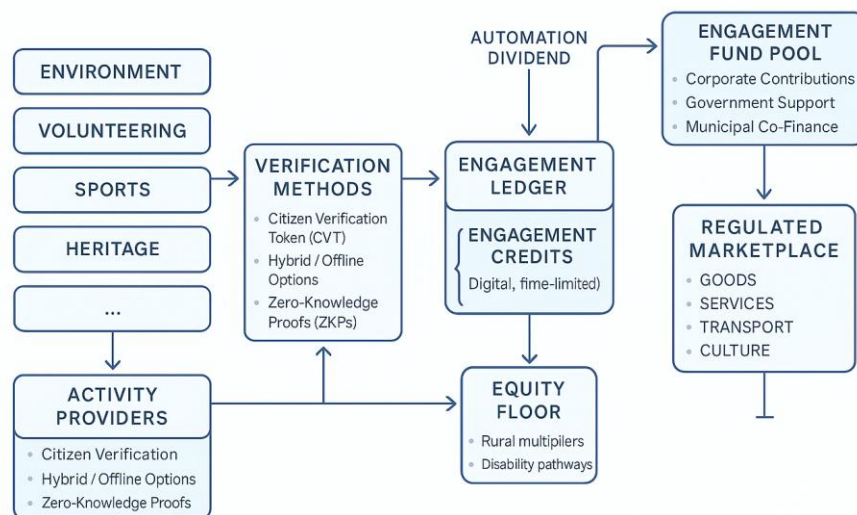 ENVIRONMENT
VOLUNTEERING
SPORTS
HERITAGE
...
ACTIVITY
PROVIDERS
• Citizen Verification
• Hybrid / Offline Options
• Zero-Knowledge Proofs
VERIFICATION
METHODS
• Citizen Verification
Token (CVT)
• Hybrid / Offline
Options
• Zero-Knowledge
Proofs (ZKPs)
AUTOMATION
DIVIDEND
ENGAGEMENT
LEDGER
{ ENGAGEMENT
CREDITS
Digital, fime-limited)
EQUITY
FLOOR
• Rural multipilers
• Disability pathways
ENGAGEMENT
FUND POOL
• Corporate Contributions
• Government Support
• Municipal Co-Finance
REGULATED
MARKETPLACE
• GOODS
• SERVICES
• TRANSPORT
• CULTURE